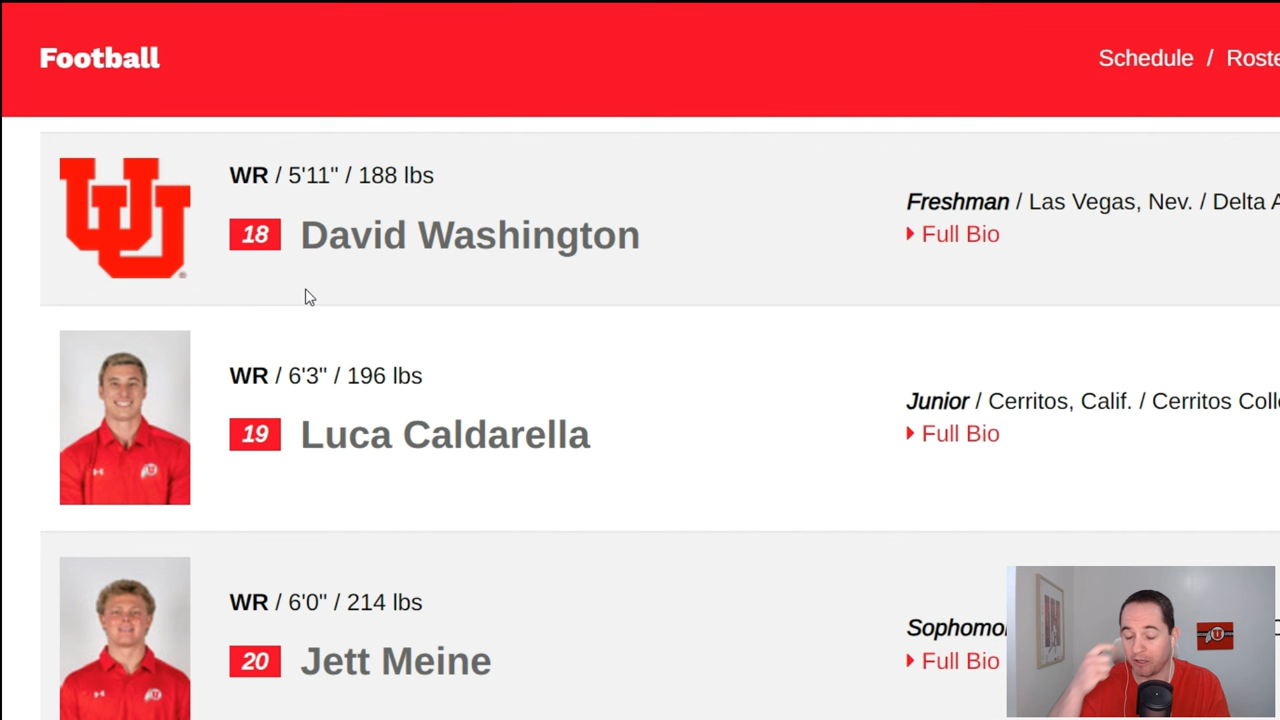 Football
Schedule / Roste
WR / 5'11" / 188 lbs
18 David Washington
Freshman / Las Vegas, Nev. / Delta A
Full Bio
WR / 6'3" / 196 lbs
19 Luca Caldarella
Junior / Cerritos, Calif. / Cerritos Coll
Full Bio
WR / 6'0" / 214 lbs
20 Jett Meine
Sophomo
Full Bio